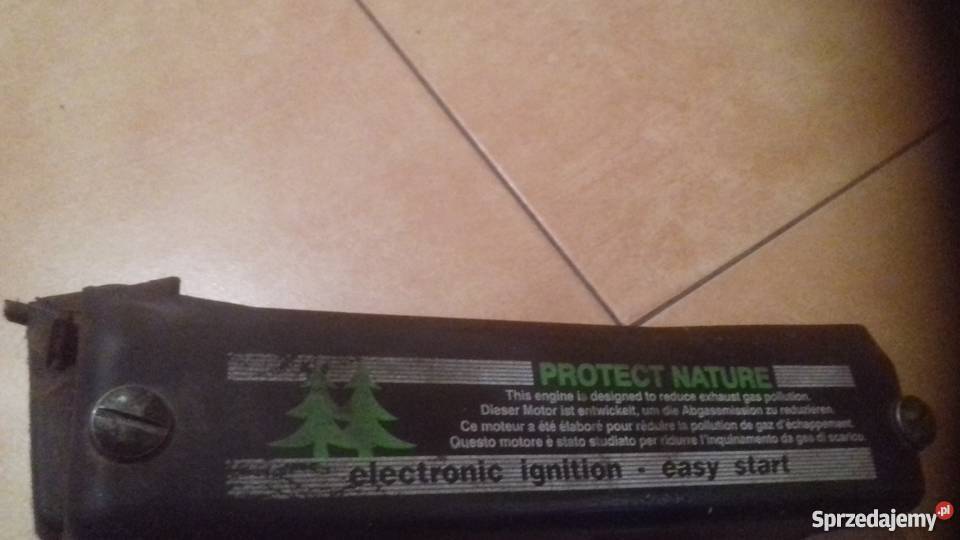 PROTECT NATURE
This engine is designed to reduce exhaust gas pollution.
Dieser Motor ist entwickelt, um die Abgasemission zu reduzieren.
Ce moteur a été élaboré pour réduire la pollution de gaz d'échappement.
Questo motore è stato studiato per ridurre l'inquinamento da gas di scarico.
electronic ignition · easy start
Sprzedajemy.pl